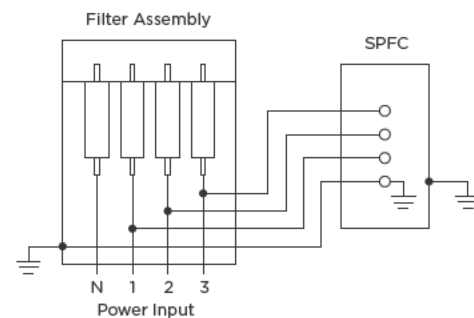 Filter Assembly
SPFC
N 1 2 3
Power Input